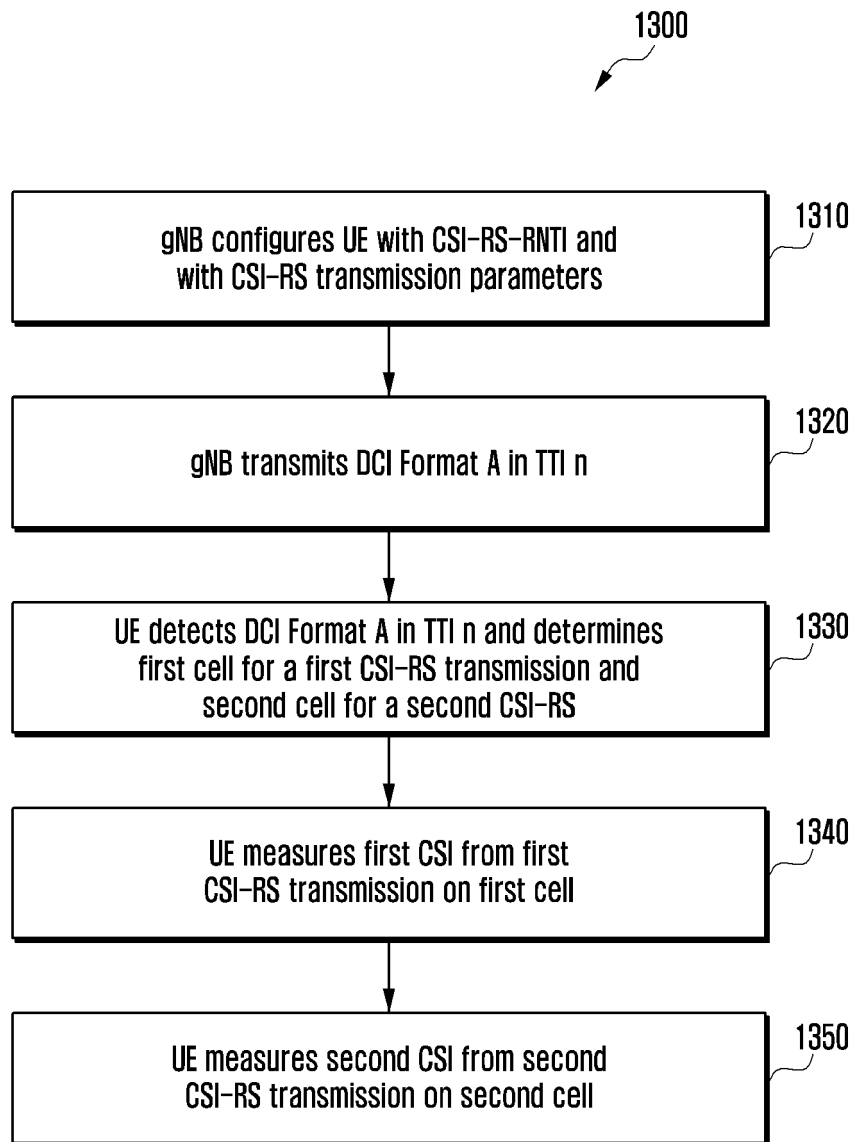 1300
gNB configures UE with CSI-RS-RNTI and
with CSI-RS transmission parameters
1310
gNB transmits DCI Format A in TTI n
1320
UE detects DCI Format A in TTI n and determines
first cell for a first CSI-RS transmission and
second cell for a second CSI-RS
1330
UE measures first CSI from first
CSI-RS transmission on first cell
1340
UE measures second CSI from second
CSI-RS transmission on second cell
1350